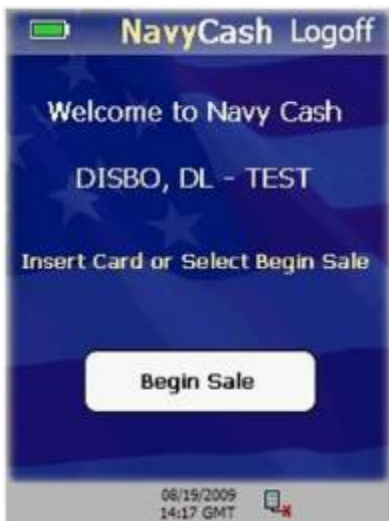 NavyCash Logoff
Welcome to Navy Cash
DISBO, DL - TEST
Insert Card or Select Begin Sale
Begin Sale
08/19/2009
14:17 GMT